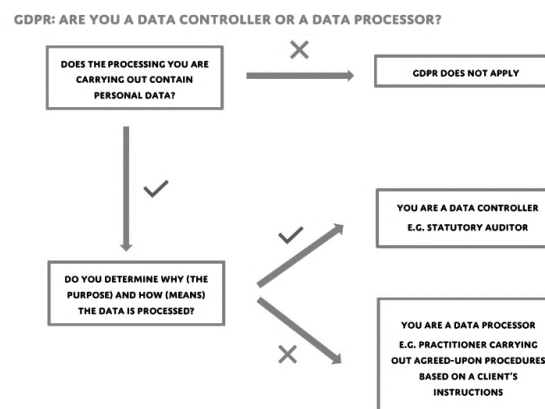 GDPR: ARE YOU A DATA CONTROLLER OR A DATA PROCESSOR?
DOES THE PROCESSING YOU ARE
CARRYING OUT CONTAIN
PERSONAL DATA?
GDPR DOES NOT APPLY
YOU ARE A DATA CONTROLLER
E.G. STATUTORY AUDITOR
DO YOU DETERMINE WHY (THE
PURPOSE) AND HOW (MEANS)
THE DATA IS PROCESSED?
YOU ARE A DATA PROCESSOR
E.G. PRACTITIONER CARRYING
OUT AGREED-UPON PROCEDURES
BASED ON A CLIENT'S
INSTRUCTIONS